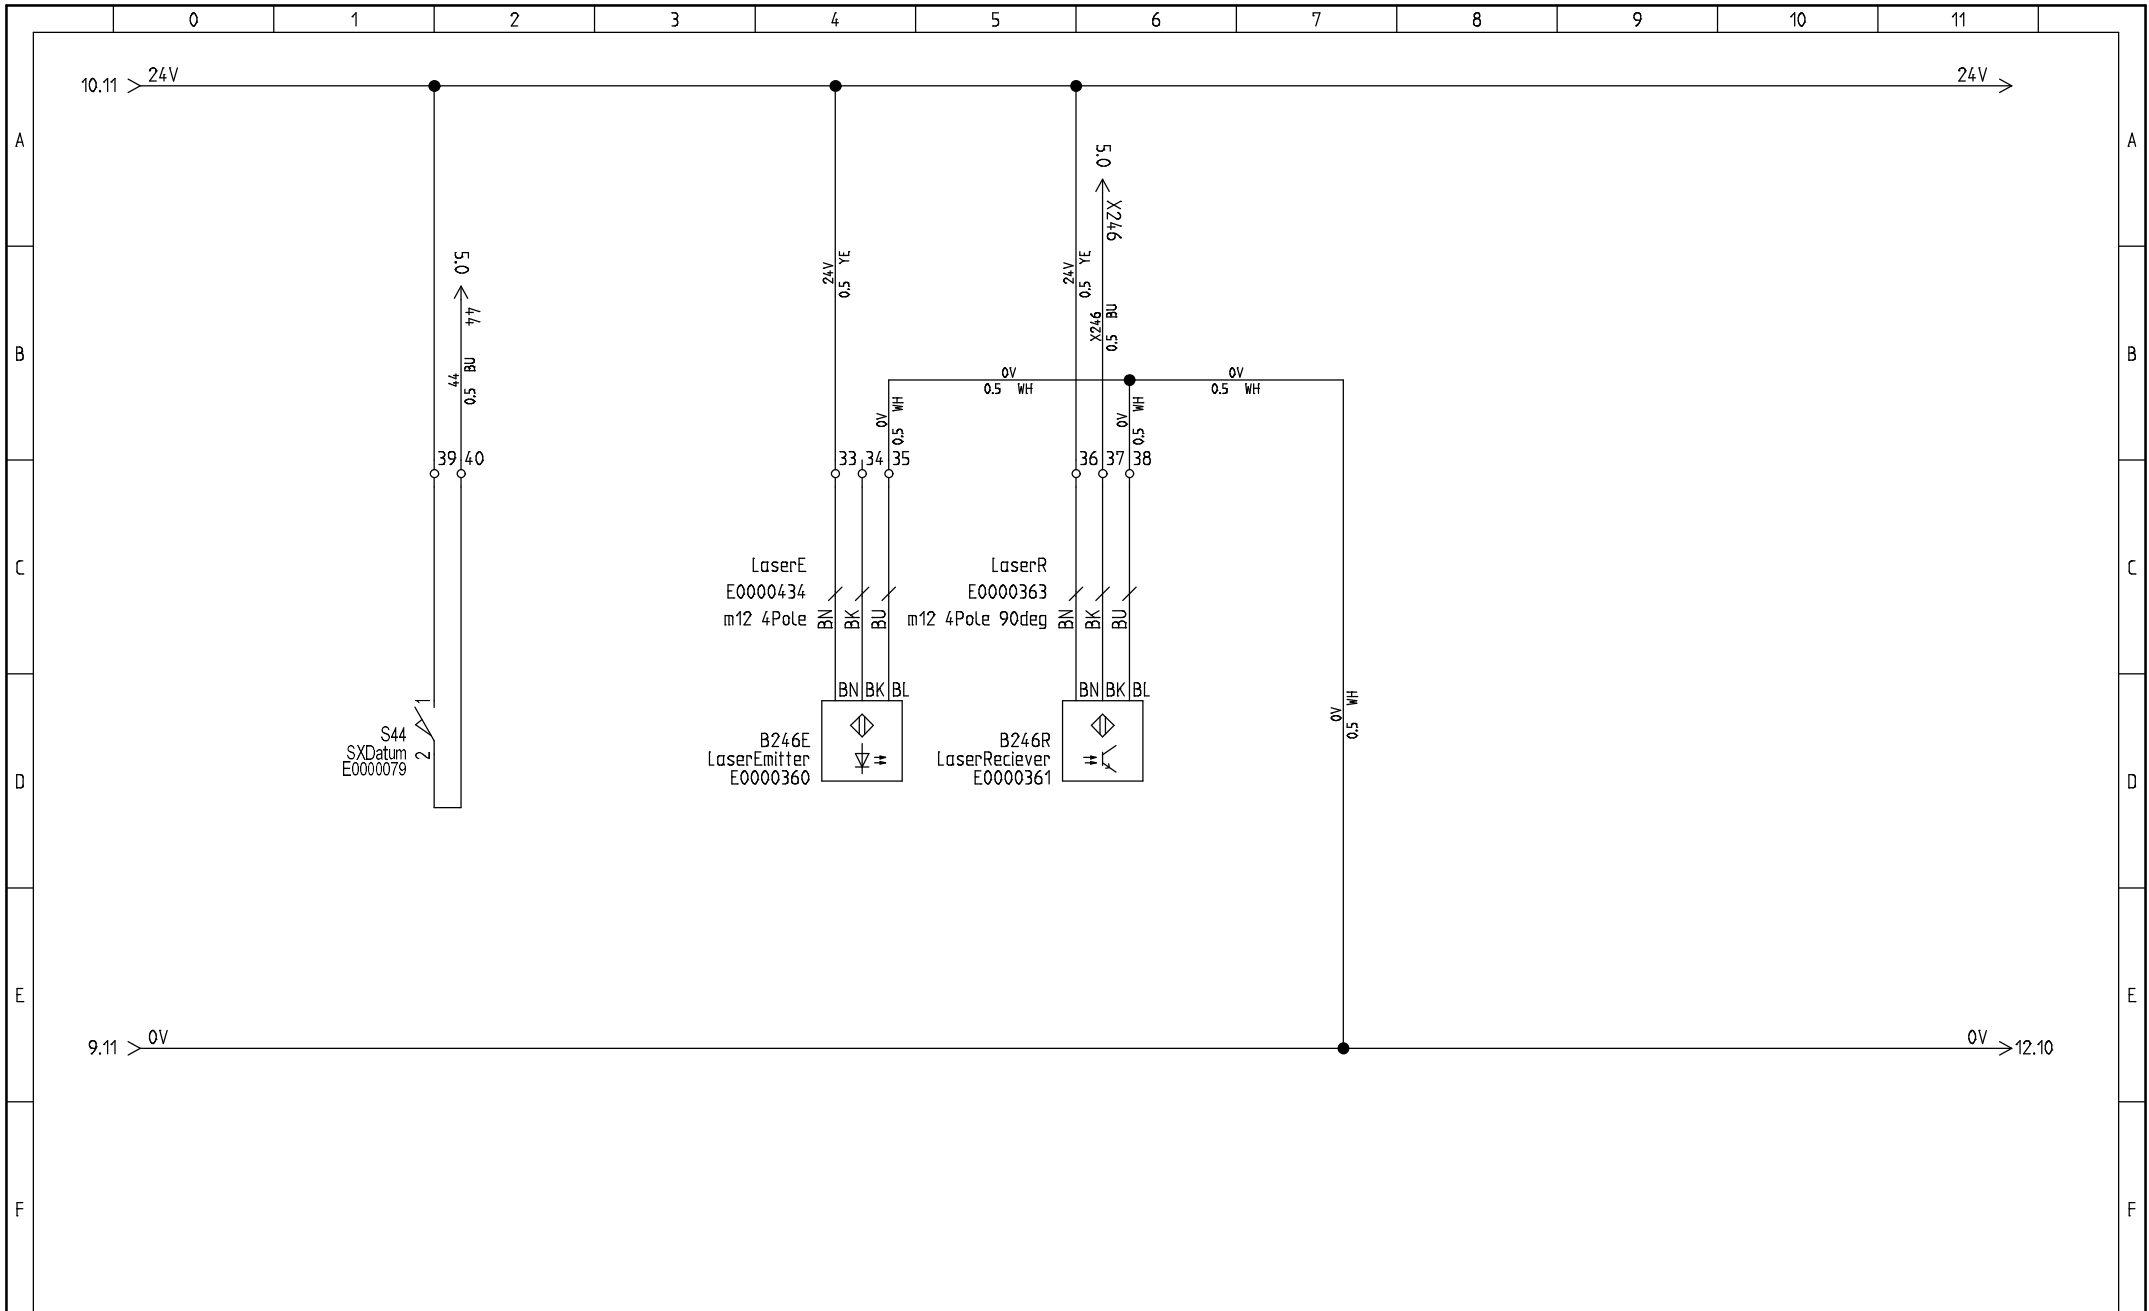 0 1 2 3 4 5 6 7 8 9 10 11
10.11 24V 24V
A A
5.0
X246
5.0
44
24V
0.5 YE
24V
0.5 YE
X246
0.5 BU
B B
44
0.5 BU
0V 0V
0.5 WH 0.5 WH
0V
0.5 WH
0V
0.5 WH
39 40 33 34 35 36 37 38
C C
LaserE LaserR
E0000434 E0000363
m12 4Pole BN BK BU m12 4Pole 90deg BN BK BU
BN BK BL BN BK BL
1
0V
0.5 WH
S44
SXDatum
E0000079
2
B246E
LaserEmitter
E0000360
B246R
LaserReciever
E0000361
D D
E E
9.11 0V 0V 12.10
F F